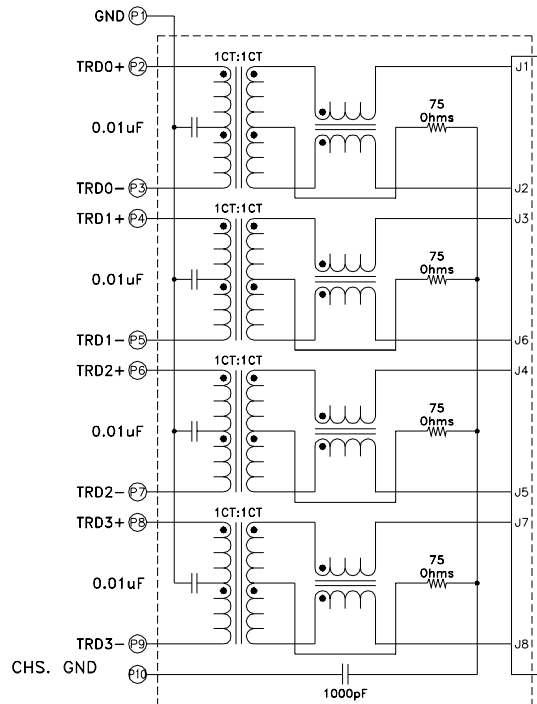 GND P1
1CT:1CT
TRD0+ P2 J1
75
Ohms
0.01uF
TRD0- P3 J2
1CT:1CT
TRD1+ P4 J3
75
Ohms
0.01uF
TRD1- P5 J6
1CT:1CT
TRD2+ P6 J4
75
Ohms
0.01uF
TRD2- P7 J5
1CT:1CT
TRD3+ P8 J7
75
Ohms
0.01uF
TRD3- P9 J8
CHS. GND P10
1000pF